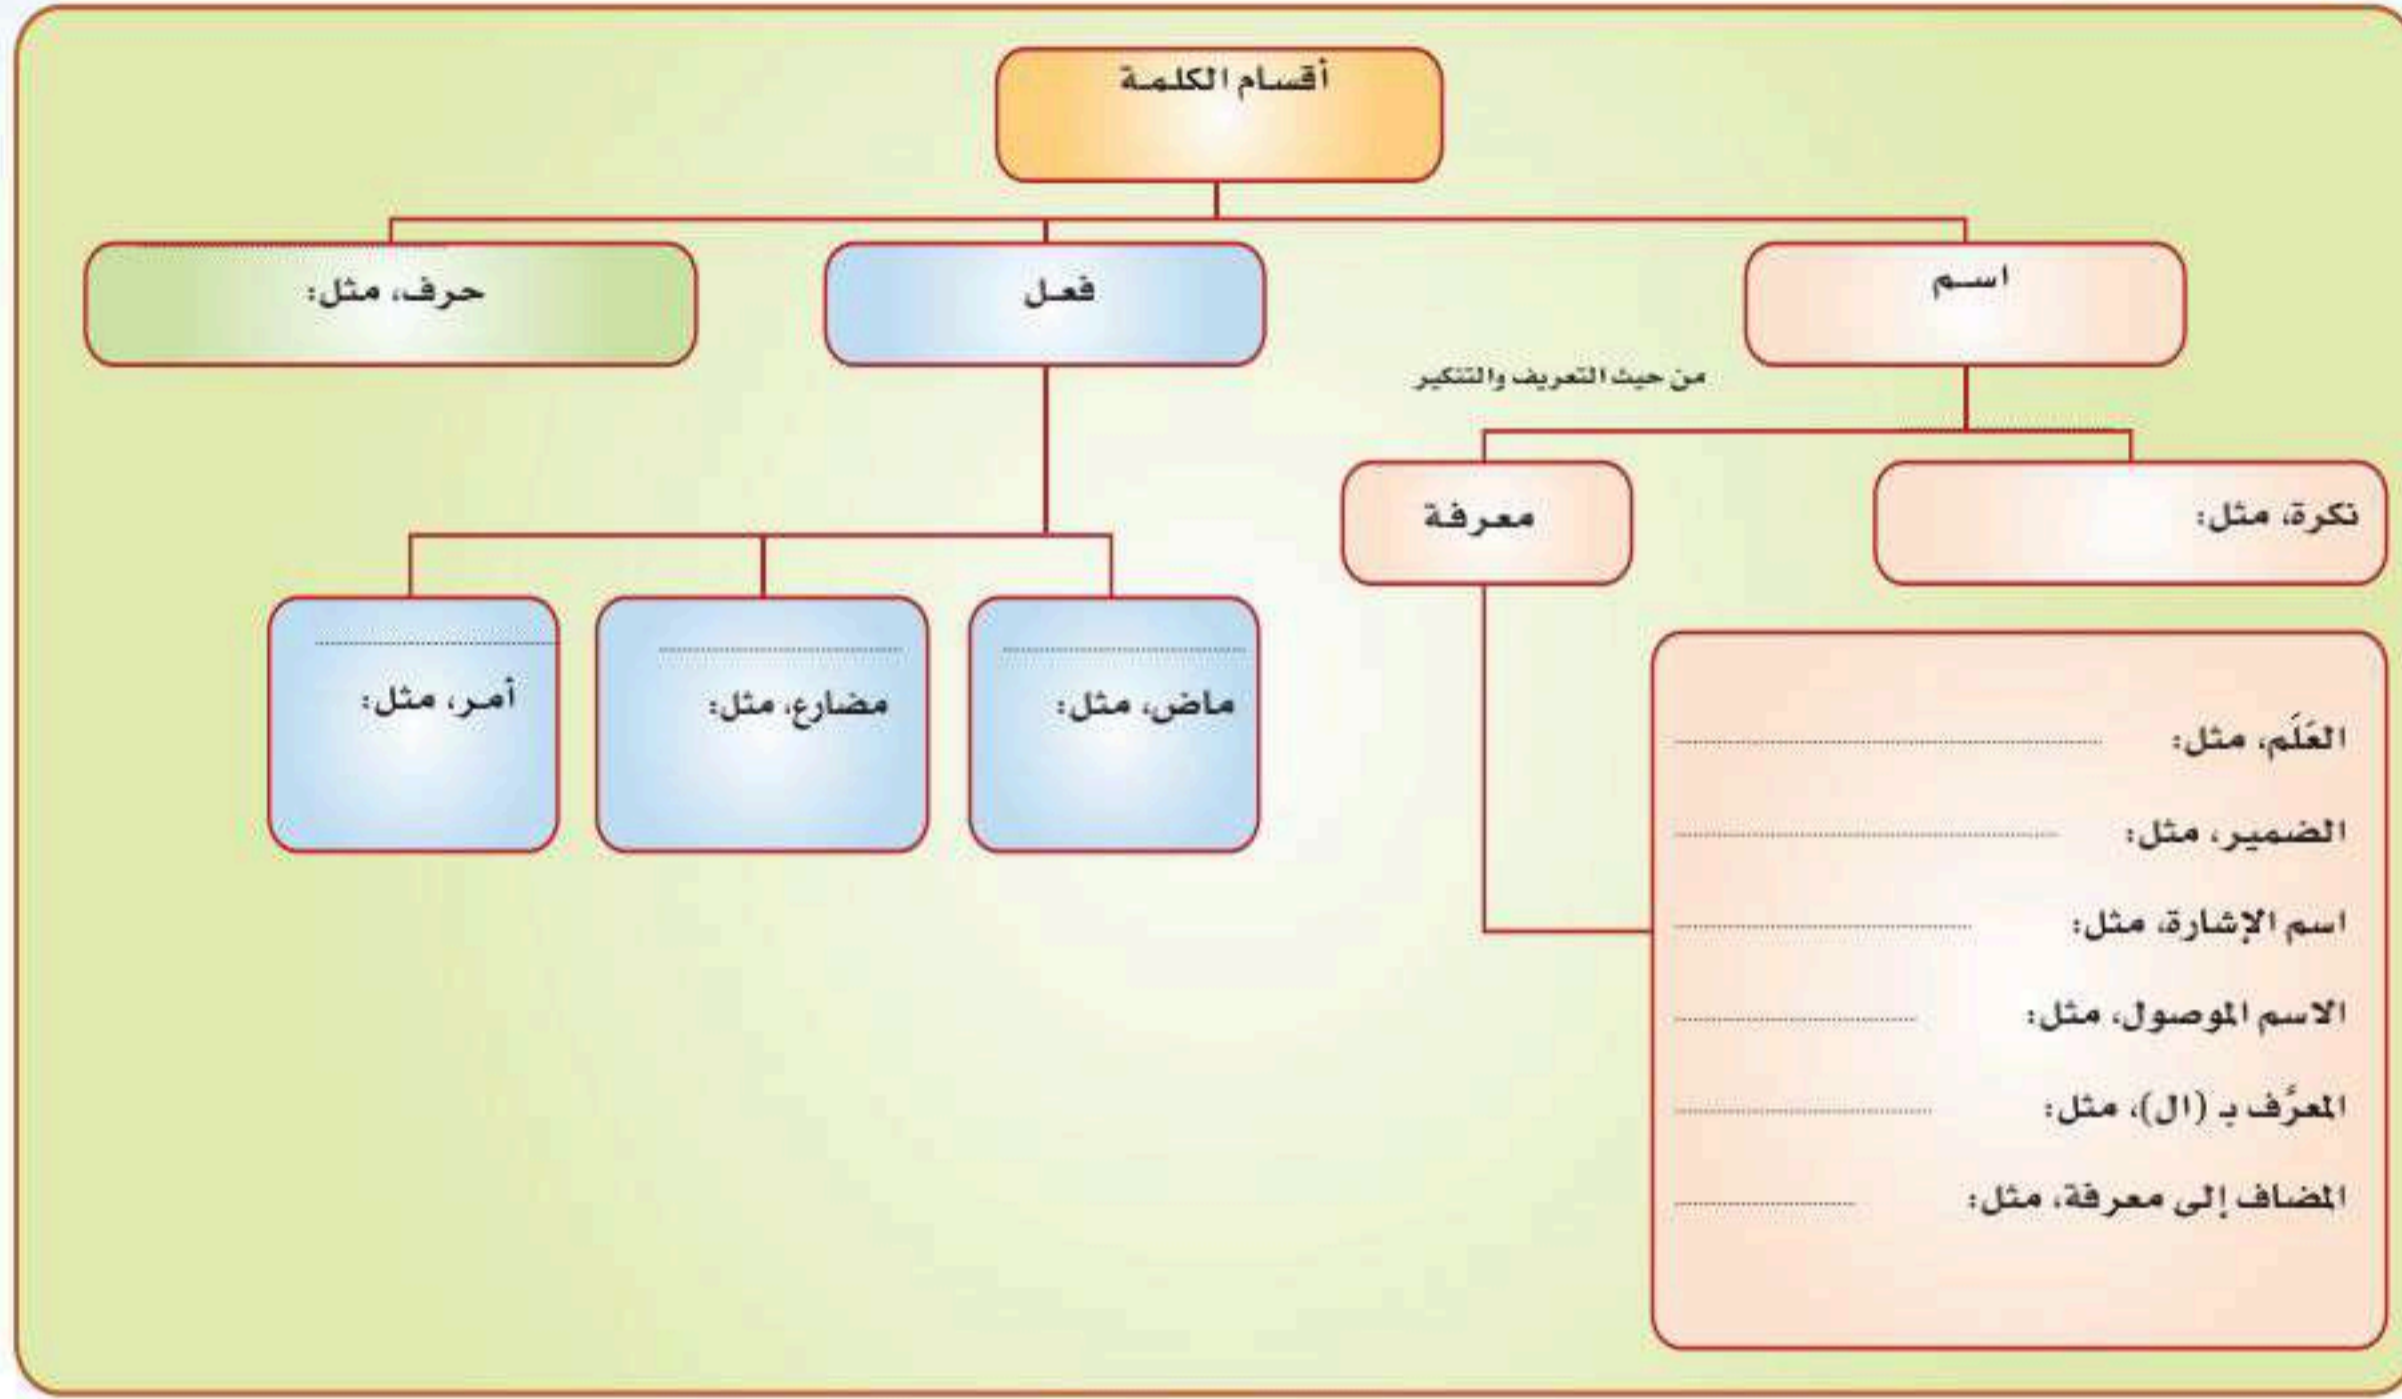 أقسام الكلمة
اسم
فعل
حرف، مثل:
من حيث التعريف والتنكير
نكرة، مثل:
معرفة
العَلَم، مثل:
الضمير، مثل:
اسم الإشارة، مثل:
الاسم الموصول، مثل:
المعرَّف بـ (ال)، مثل:
المضاف إلى معرفة، مثل:
ماض، مثل:
مضارع، مثل:
أمر، مثل: